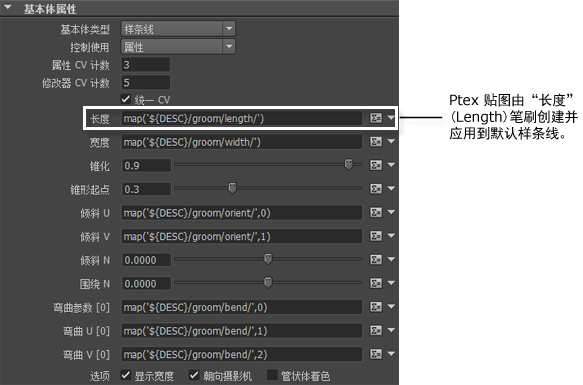 基本体属性
基本体类型 样条线
控制使用 属性
属性 CV 计数 3
修改器 CV 计数 5
统一 CV
长度 map('${DESC}/groom/length/')
宽度 map('${DESC}/groom/width/')
锥化 0.9
锥形起点 0.3
倾斜 U map('${DESC}/groom/orient/',0)
倾斜 V map('${DESC}/groom/orient/',1)
倾斜 N 0.0000
围绕 N 0.0000
弯曲参数 [0] map('${DESC}/groom/bend/',0)
弯曲 U [0] map('${DESC}/groom/bend/',1)
弯曲 V [0] map('${DESC}/groom/bend/',2)
选项 显示宽度 朝向摄影机 管状体着色
Ptex 贴图由“长度”
(Length)笔刷创建并
应用到默认样条线。